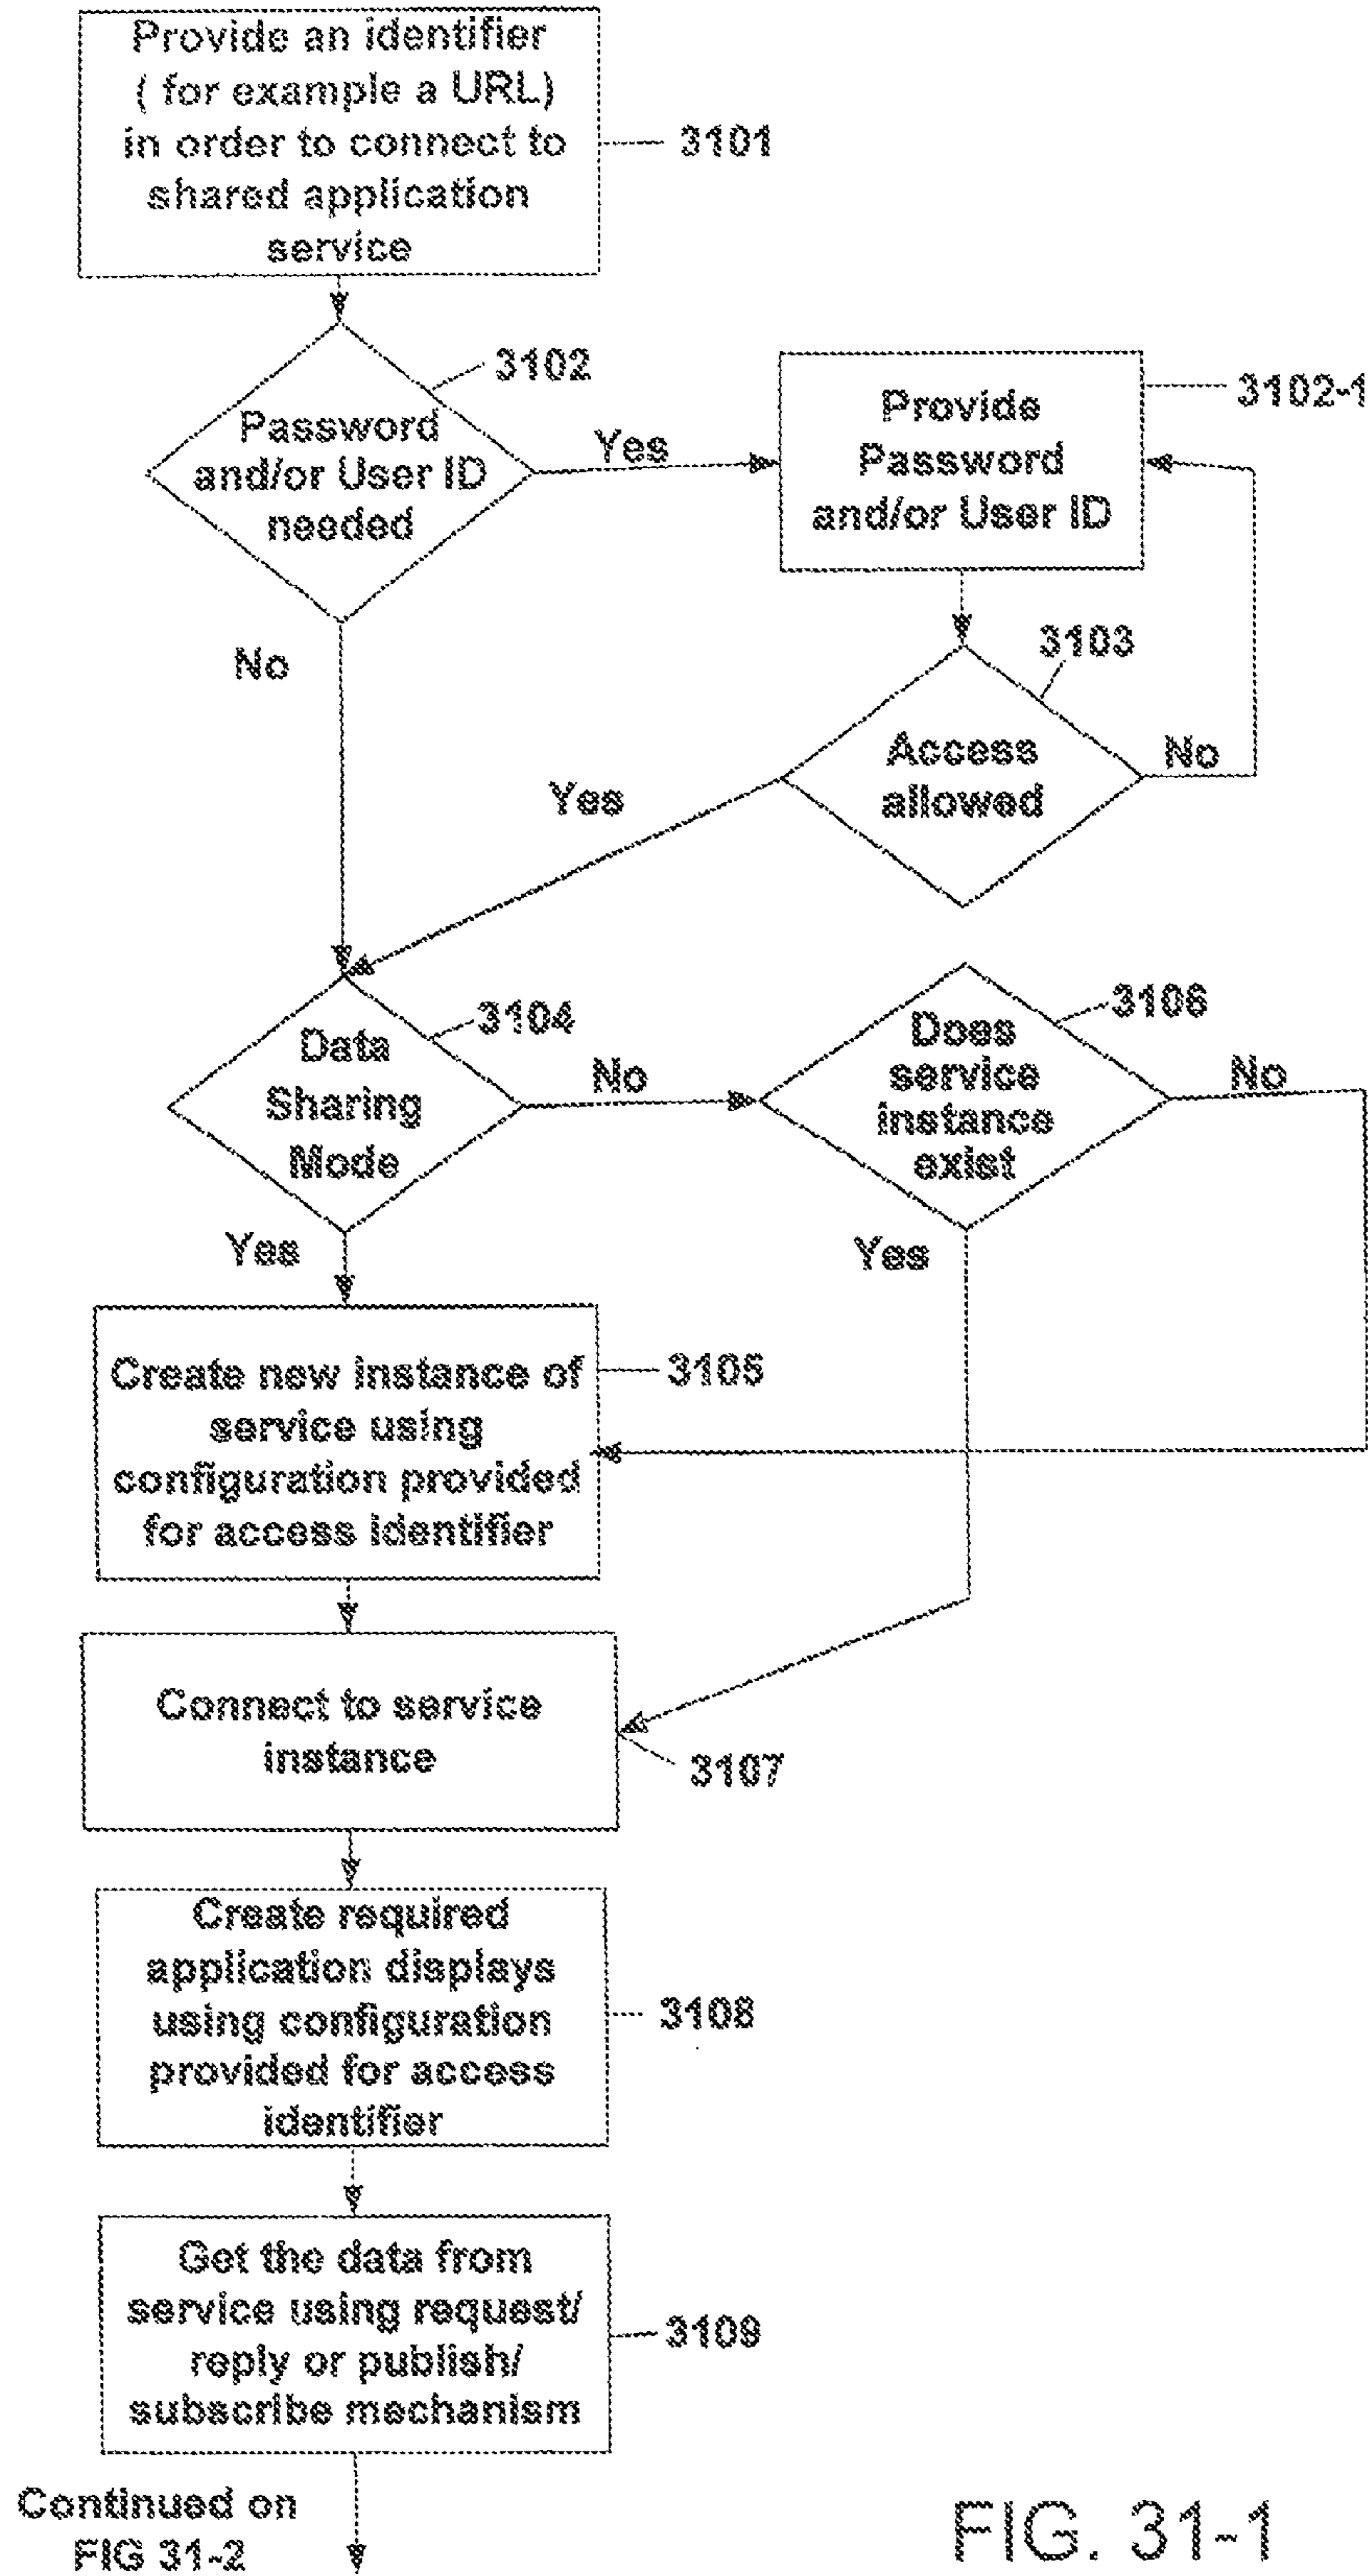 Provide an identifier
( for example a URL)
in order to connect to
shared application
service
3101
3102
Password
and/or User ID
needed
Yes
No
Provide
Password
and/or User ID
3102-1
3103
Access
allowed
No
Yes
3104
Data
Sharing
Mode
No
Yes
3106
Does
service
instance
exist
No
Yes
Create new instance of
service using
configuration provided
for access identifier
3105
Connect to service
instance
3107
Create required
application displays
using configuration
provided for access
identifier
3108
Get the data from
service using request/
reply or publish/
subscribe mechanism
3109
Continued on
FIG 31-2
FIG. 31-1